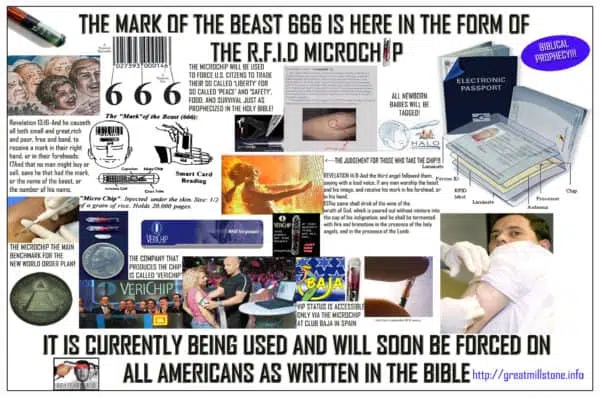 THE MARK OF THE BEAST 666 IS HERE IN THE FORM OF
THE R.F.I.D MICROCHIP
BIBLICAL
PROPHECY!!!
0 27393 000146
6 6 6
THE MICROCHIP WILL BE USED
TO FORCE U.S. CITZENS TO TRADE
THEIR SO CALLED 'LIBERTY' FOR
SO CALLED 'PEACE' AND 'SAFETY',
FOOD, AND SURVIVAL JUST AS
PROPHECIZED IN THE HOLY BIBLE!
ALL NEWBORN
BABIES WILL BE
TAGGED!
HALO
ELECTRONIC
PASSPORT
Laminate
RFID
Inlet
Laminate
Chip
Processor
Antenna
Revelation 13:16-And he causeth
all both small and great,rich
and poor, free and bond, to
receive a mark in their right
hand, or in their foreheads:
17And that no man might buy or
sell, save he that had the mark,
or the name of the beast, or
the number of his name.
The "Mark"of the Beast (666):
Capacitor
Smart Card
Reading
"Micro Chip". Injected under the skin. Size: 1/2
of a grain of rice. Holds 20,000 pages.
<-- THE JUDGEMENT FOR THOSE WHO TAKE THE CHIP!!!
REVELATION 14:9-And the third angel followed them,
saying with a loud voice, If any man worship the beast
and his image, and receive his mark in his forehead, or
in his hand,
10The same shall drink of the wine of the
wrath of God, which is poured out without mixture into
the cup of his indignation; and he shall be tormented
with fire and brimstone in the presence of the holy
angels, and in the presence of the Lamb.
THE MICROCHIP THE MAIN
BENCHMARK FOR THE
NEW WORLD ORDER PLAN!
VERICHIP
RFID for people
VERICHIP
THE COMPANY THAT
PRODUCES THE CHIP
IS CALLED 'VERICHIP'
VERICHIP
BAJA
VIP STATUS IS ACCESSIBLE
ONLY VIA THE MICROCHIP
AT CLUB BAJA IN SPAIN
IT IS CURRENTLY BEING USED AND WILL SOON BE FORCED ON
ALL AMERICANS AS WRITTEN IN THE BIBLE http://greatmillstone.info